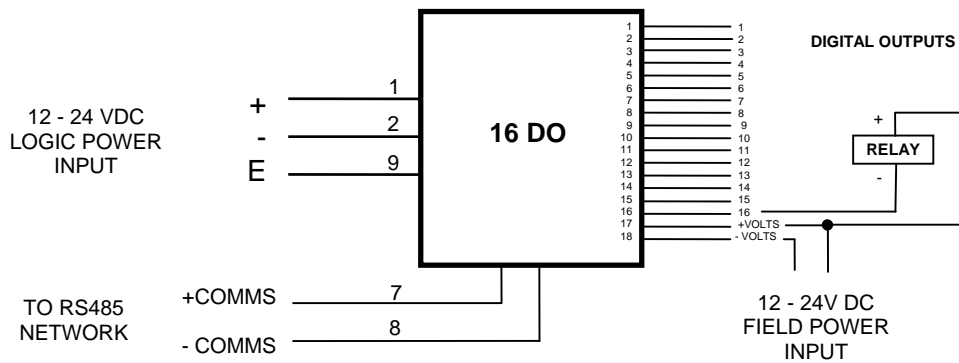 12 - 24 VDC
LOGIC POWER
INPUT
+
-
E
1
2
9
16 DO
1
2
3
4
5
6
7
8
9
10
11
12
13
14
15
16
17
18
1
2
3
4
5
6
7
8
9
10
11
12
13
14
15
16
+VOLTS
- VOLTS
DIGITAL OUTPUTS
+
RELAY
-
TO RS485
NETWORK
+COMMS
7
- COMMS
8
12 - 24V DC
FIELD POWER
INPUT